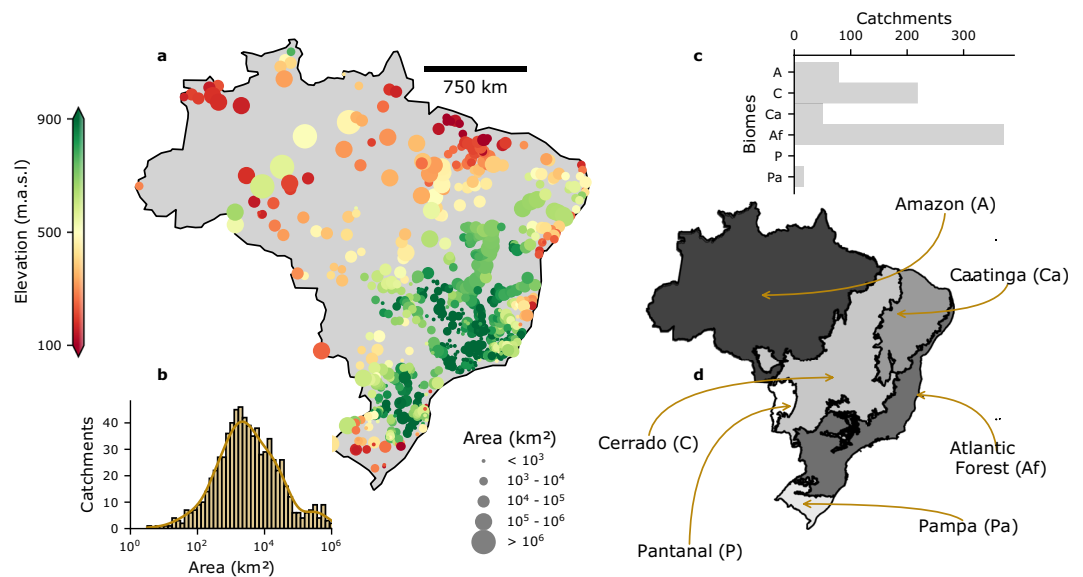 a
750 km
Elevation (m.a.s.l)
900
500
100
b
Catchments
40
30
20
10
0
10⁰
10²
10⁴
10⁶
Area (km²)
Area (km²)
< 10³
10³ - 10⁴
10⁴ - 10⁵
10⁵ - 10⁶
> 10⁶
c
Catchments
0
100
200
300
Biomes
A
C
Ca
Af
P
Pa
d
Amazon (A)
Caatinga (Ca)
Cerrado (C)
Atlantic
Forest (Af)
Pampa (Pa)
Pantanal (P)